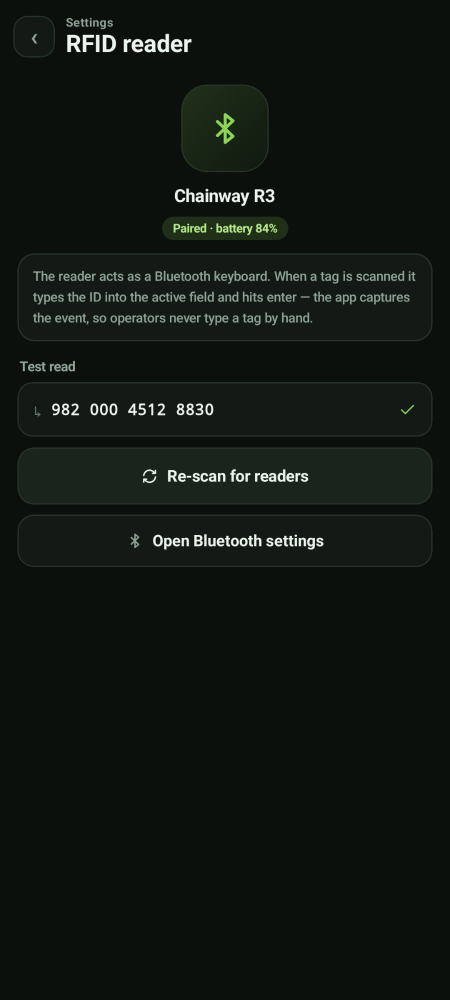 Settings
RFID reader
Chainway R3
Paired · battery 84%
The reader acts as a Bluetooth keyboard. When a tag is scanned it
types the ID into the active field and hits enter — the app captures
the event, so operators never type a tag by hand.
Test read
↳ 982 000 4512 8830
Re-scan for readers
Open Bluetooth settings